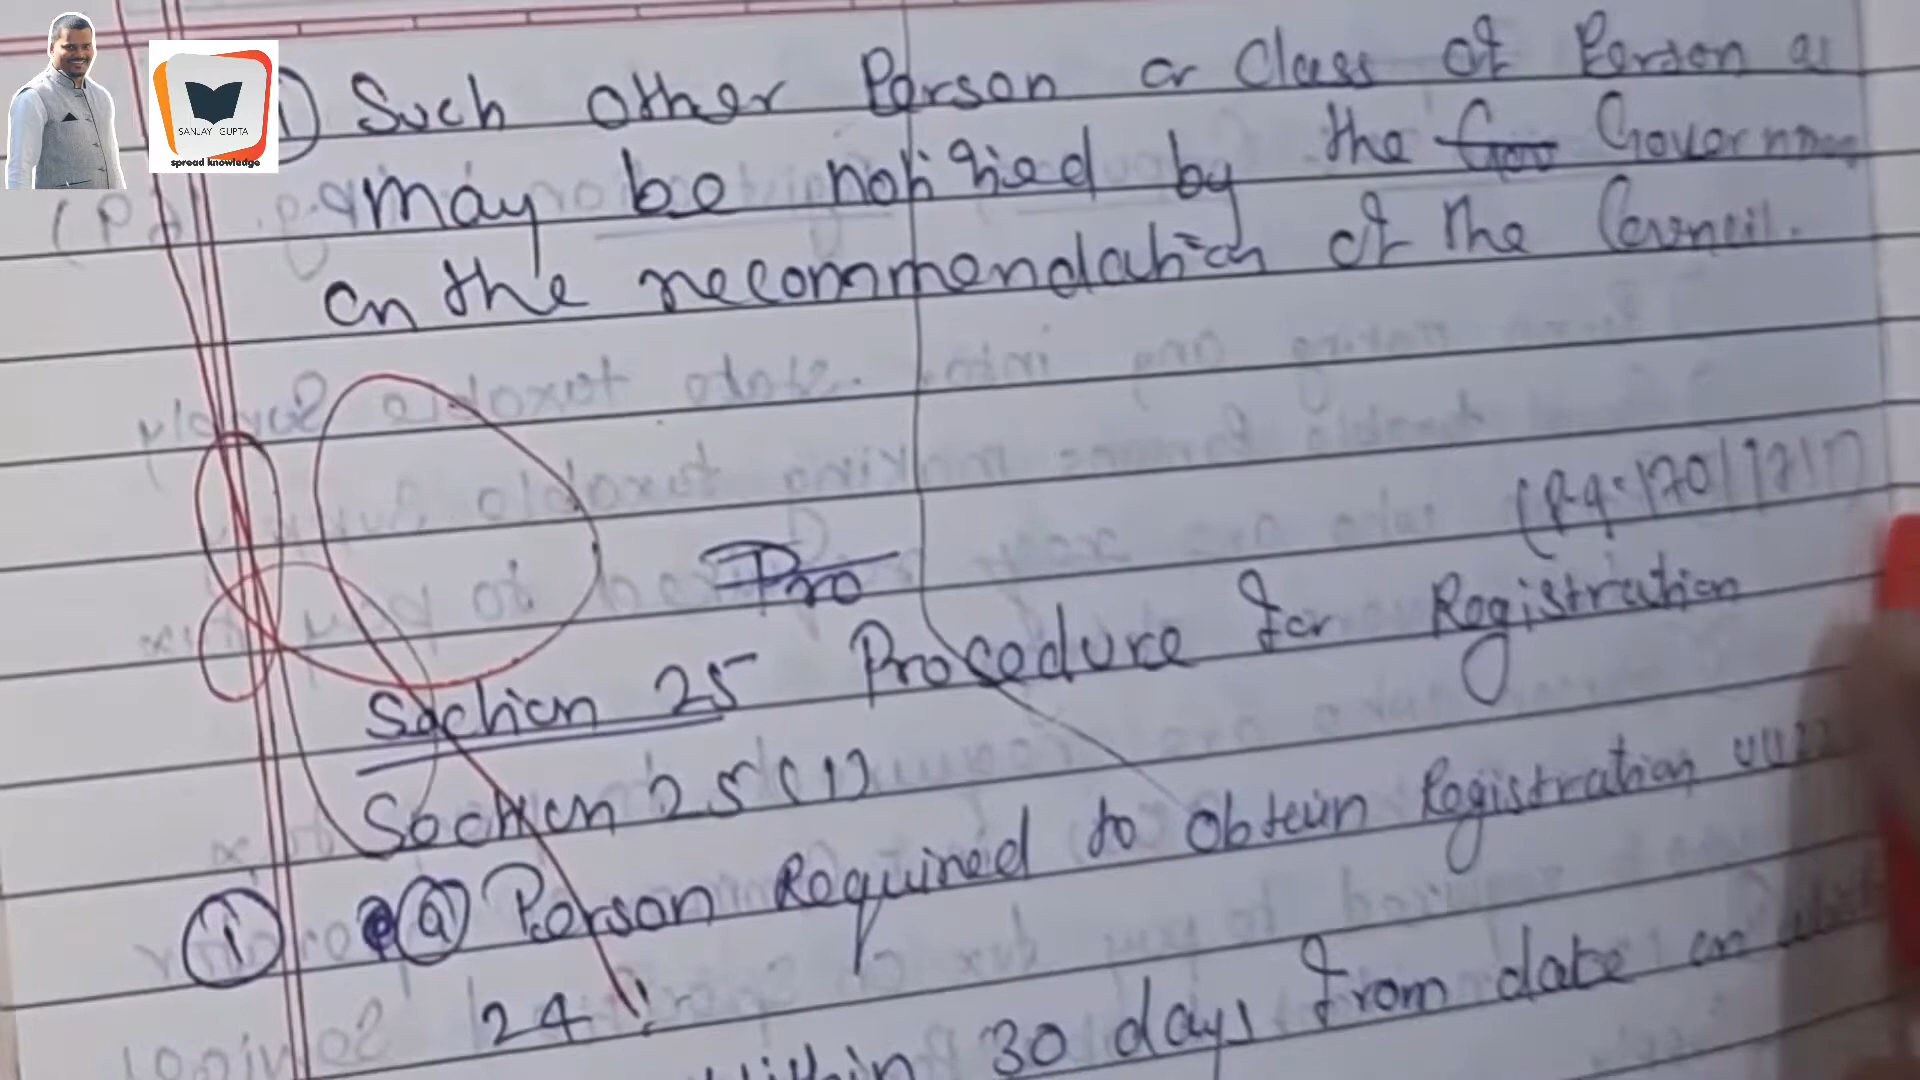 SANJAY GUPTA
spread knowledge
Such other Person or Class of Person as
may be notified by the Gov Government
on the recommendation of the Council.
(Pg. 170/171/17
Pro
Section 25 Procedure for Registration
Section 25(1)
(i) (a) Person Required to obtain Registration
24
Within 30 days from date on